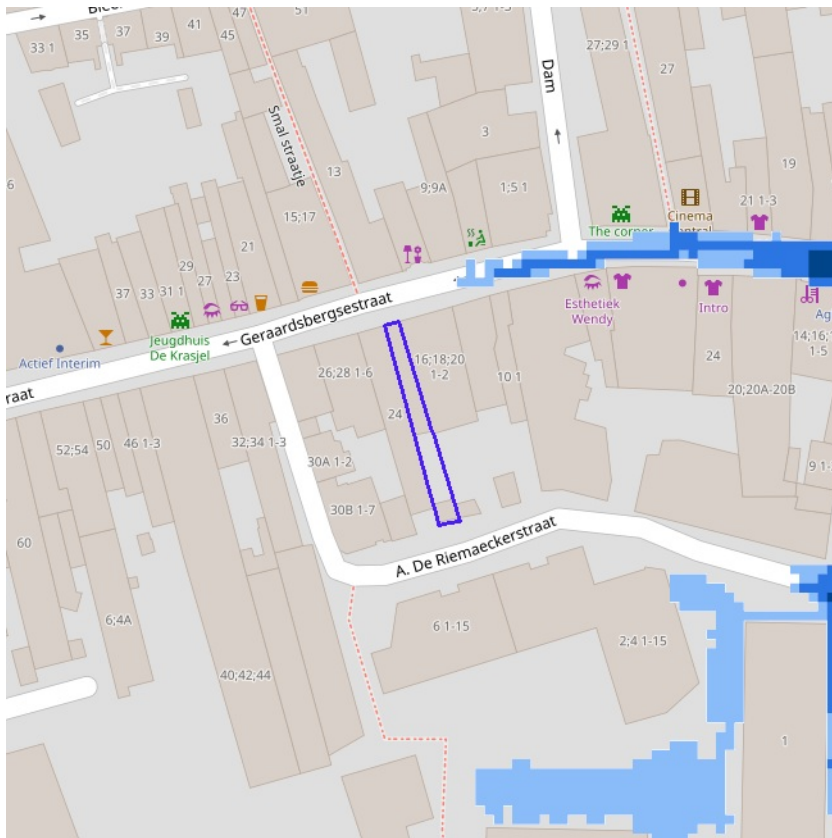 47
51
41
37
35
39
45
33 1
Dam
27;29 1
27
Smal straatje
3
13
9;9A
1;5 1
19
6
15;17
21 1-3
Cinema
The corner
21
29
27
23
37
33
31 1
Geraardsbergsestraat
Esthetiek
Wendy
Intro
Jeugdhuis
De Krasjel
Actief Interim
14;16;1
1-5
16;18;20
1-2
26;28 1-6
10 1
24
20;20A-20B
24
36
52;54
50
46 1-3
32;34 1-3
30A 1-2
9 1-
30B 1-7
A. De Riemaeckerstraat
60
6;4A
6 1-15
2;4 1-15
40;42;44
1